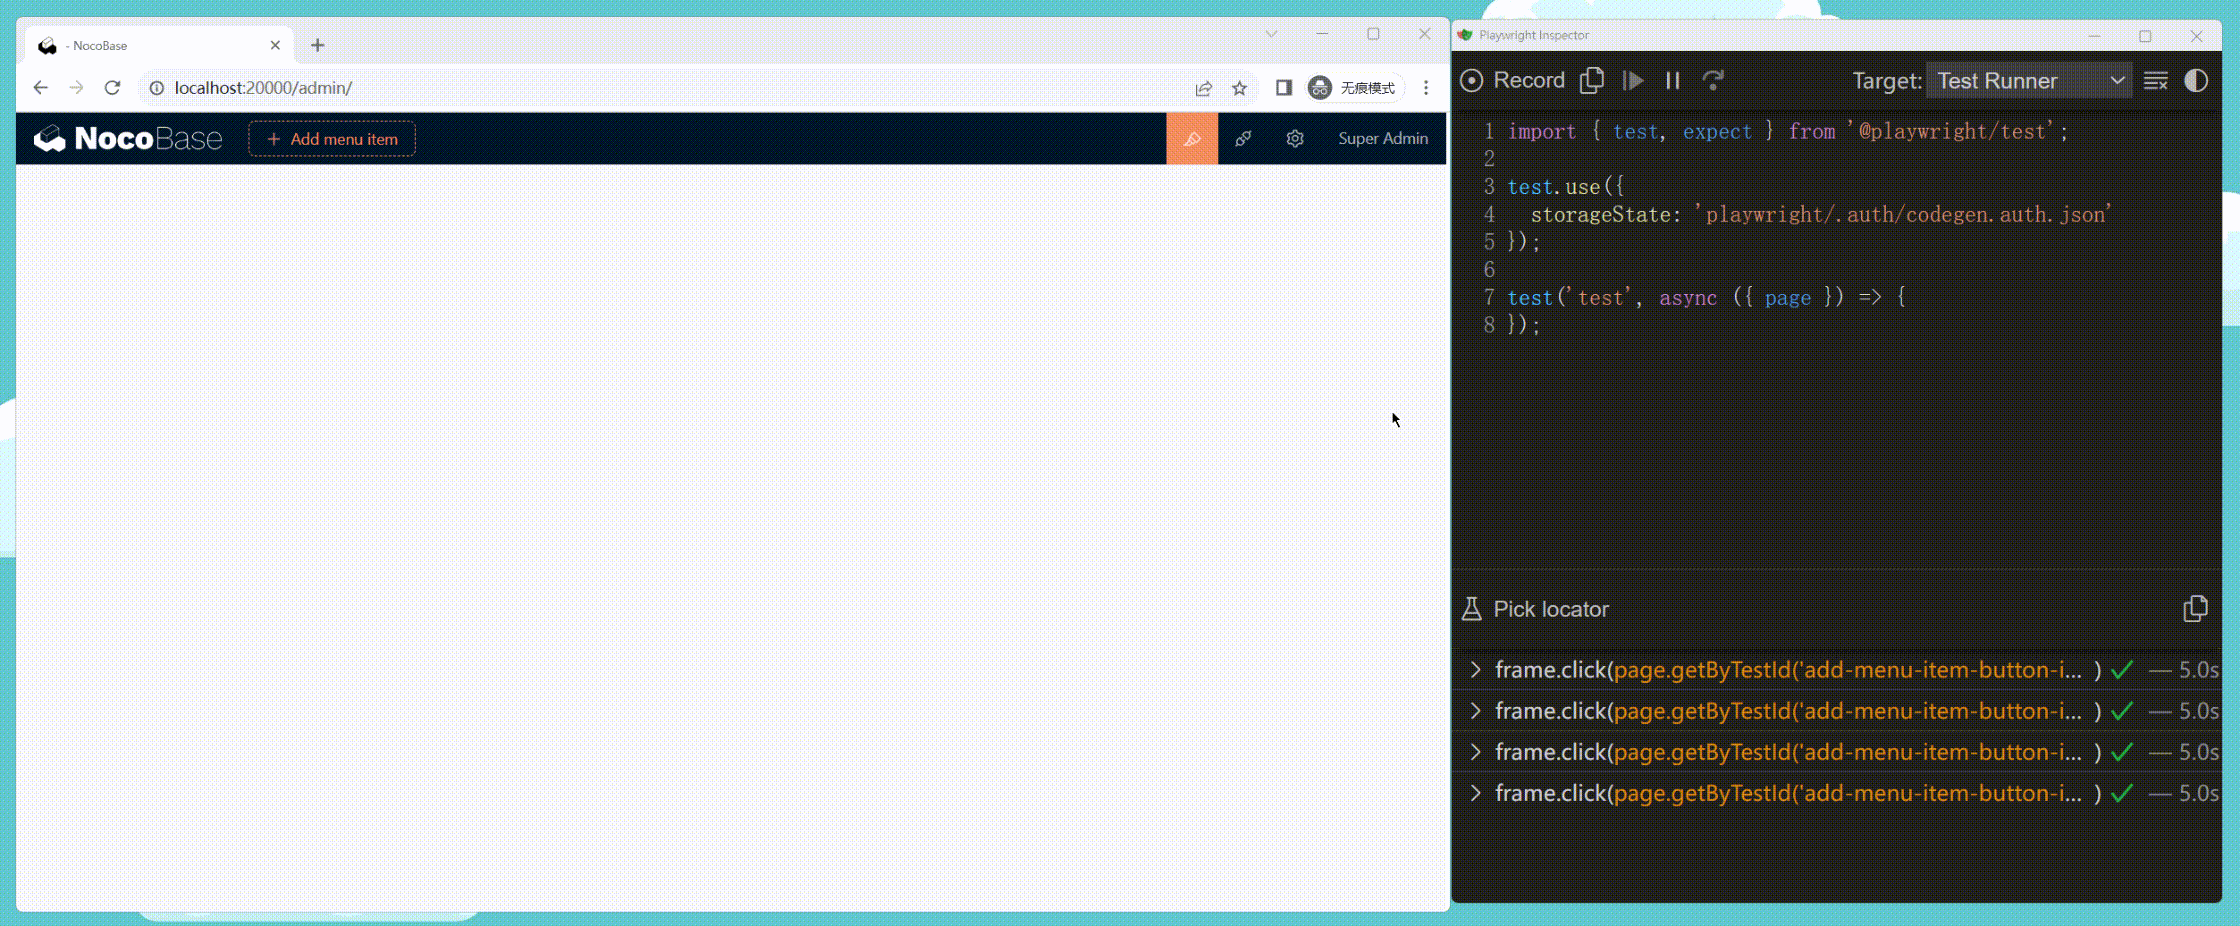 - NocoBase
localhost:20000/admin/
无痕模式
NocoBase
+ Add menu item
Super Admin
Playwright Inspector
Record
Target: Test Runner
1 import { test, expect } from '@playwright/test';
2
3 test.use({
4 storageState: 'playwright/.auth/codegen.auth.json'
5 });
6
7 test('test', async ({ page }) => {
8 });
Pick locator
frame.click(page.getByTestId('add-menu-item-button-i... ) ✓ — 5.0s
frame.click(page.getByTestId('add-menu-item-button-i... ) ✓ — 5.0s
frame.click(page.getByTestId('add-menu-item-button-i... ) ✓ — 5.0s
frame.click(page.getByTestId('add-menu-item-button-i... ) ✓ — 5.0s